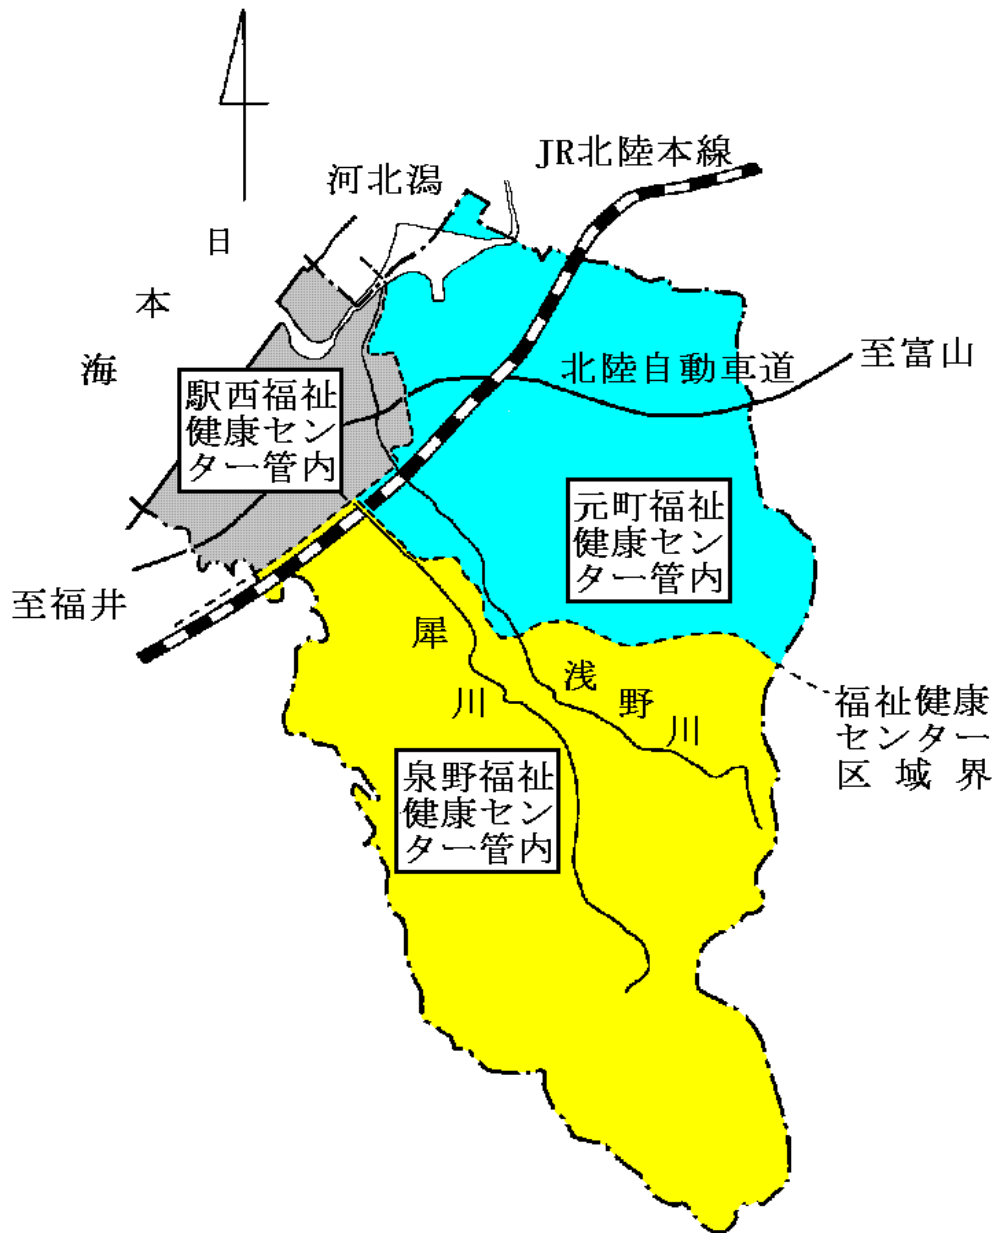 JR北陸本線
河北潟
日本海
北陸自動車道
至富山
駅西福祉
健康セン
ター管内
元町福祉
健康セン
ター管内
至福井
犀川
浅野川
福祉健康
センター
区域界
泉野福祉
健康セン
ター管内